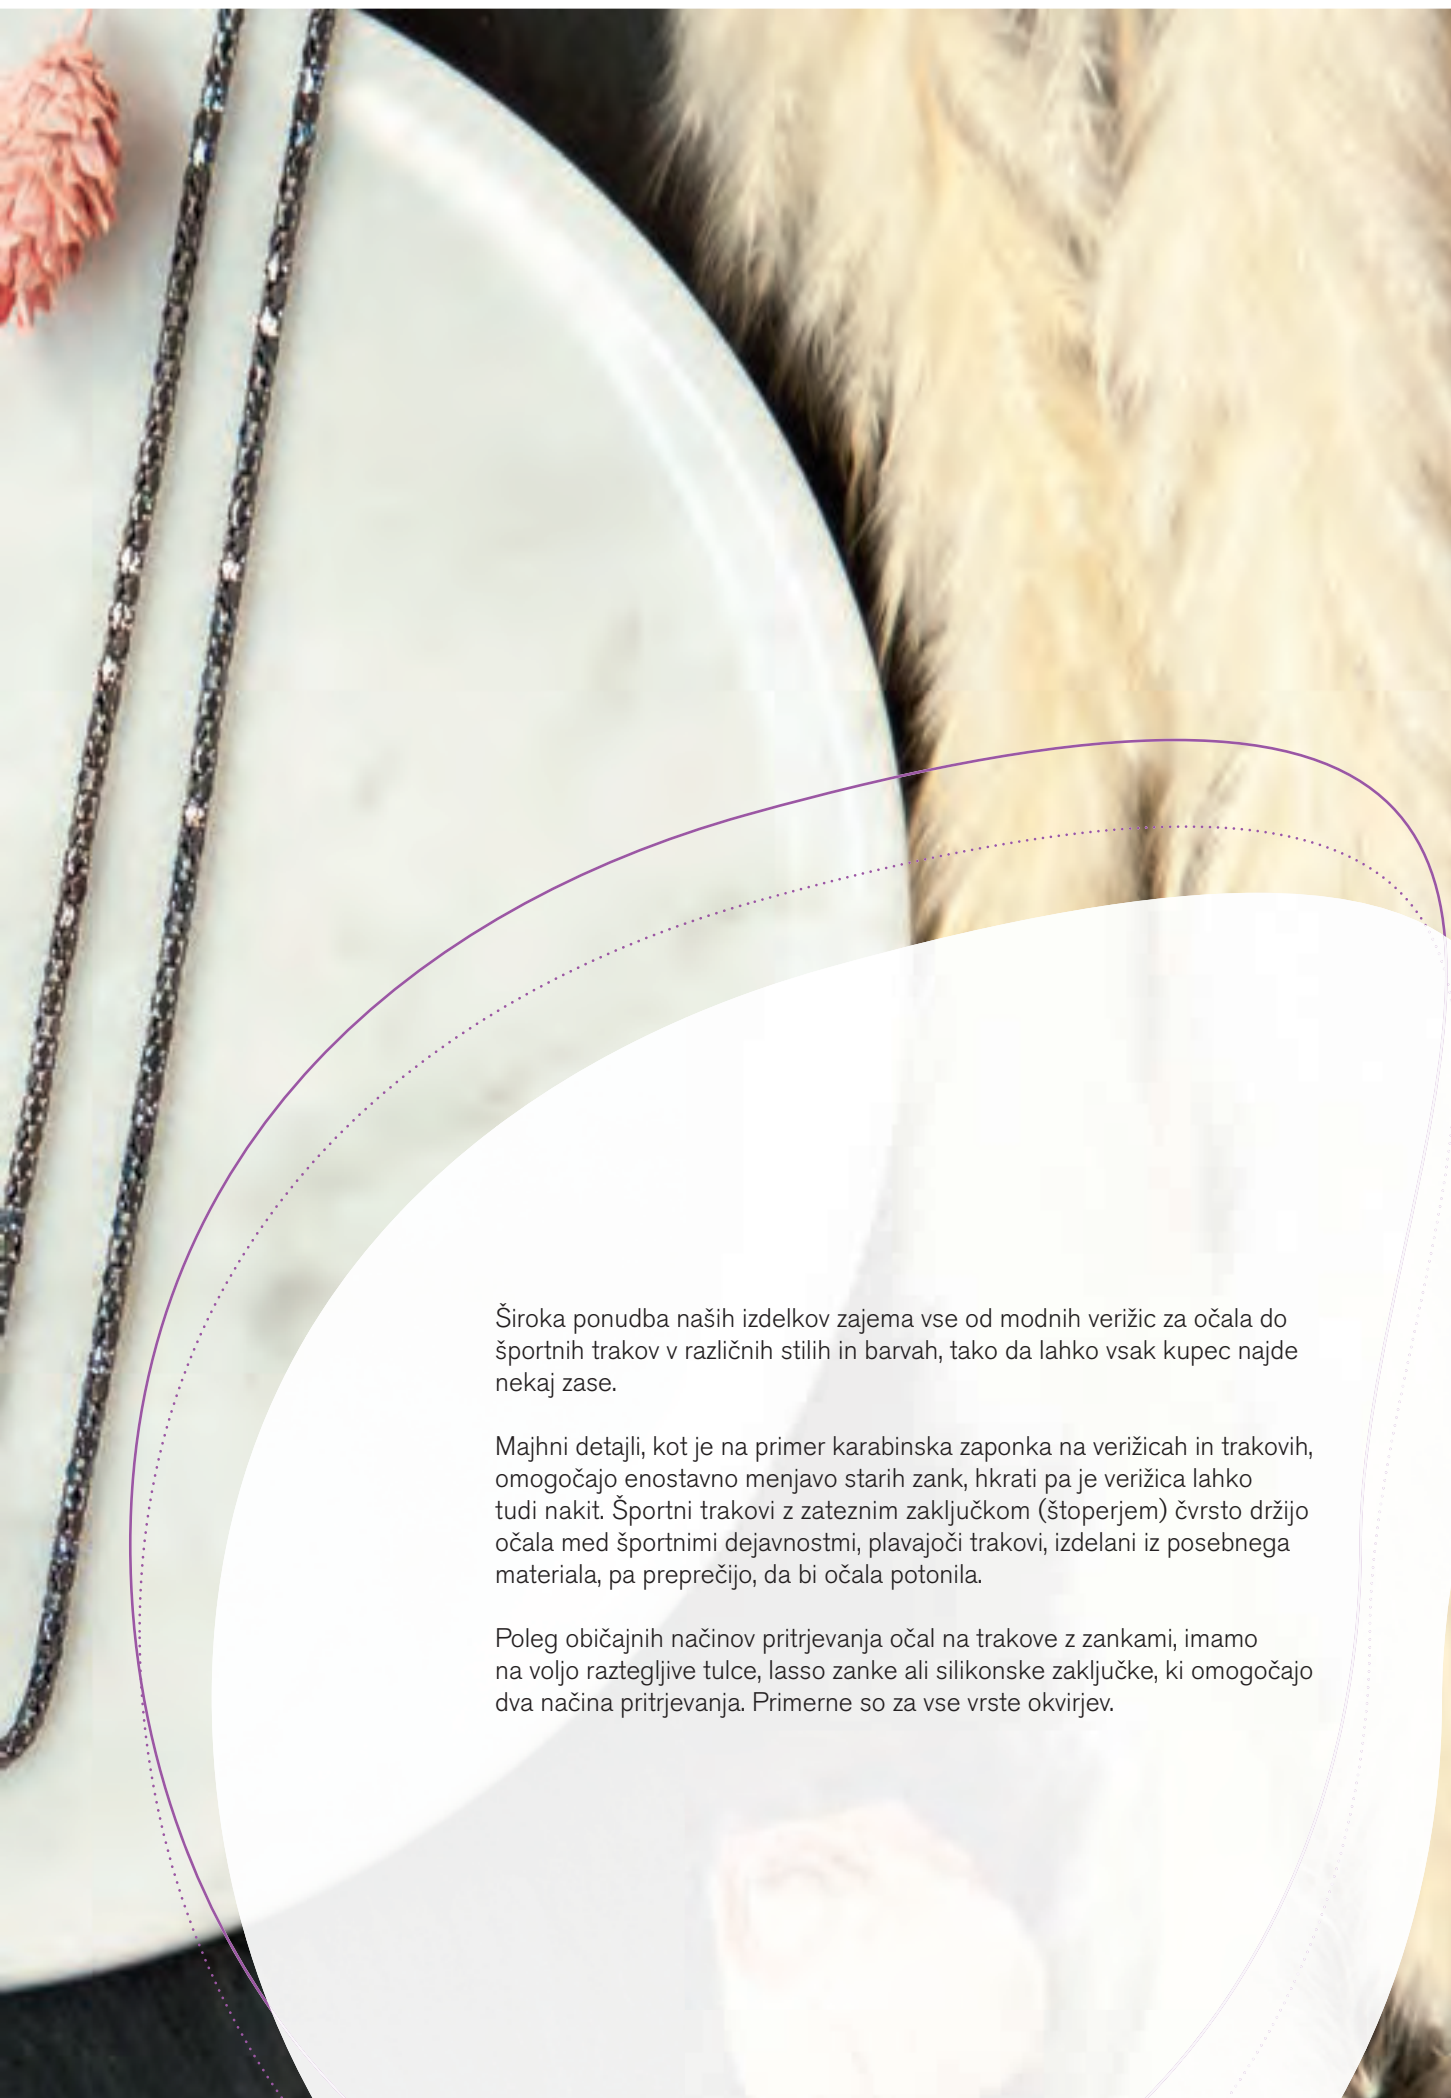 Široka ponudba naših izdelkov zajema vse od modnih verižic za očala do
športnih trakov v različnih stilih in barvah, tako da lahko vsak kupec najde
nekaj zase.
Majhni detajli, kot je na primer karabinska zaponka na verižicah in trakovih,
omogočajo enostavno menjavo starih zank, hkrati pa je verižica lahko
tudi nakit. Športni trakovi z zateznim zaključkom (štoperjem) čvrsto držijo
očala med športnimi dejavnostmi, plavajoči trakovi, izdelani iz posebnega
materiala, pa preprečijo, da bi očala potonila.
Poleg običajnih načinov pritrjevanja očal na trakove z zankami, imamo
na voljo raztegljive tulce, lasso zanke ali silikonske zaključke, ki omogočajo
dva načina pritrjevanja. Primerne so za vse vrste okvirjev.